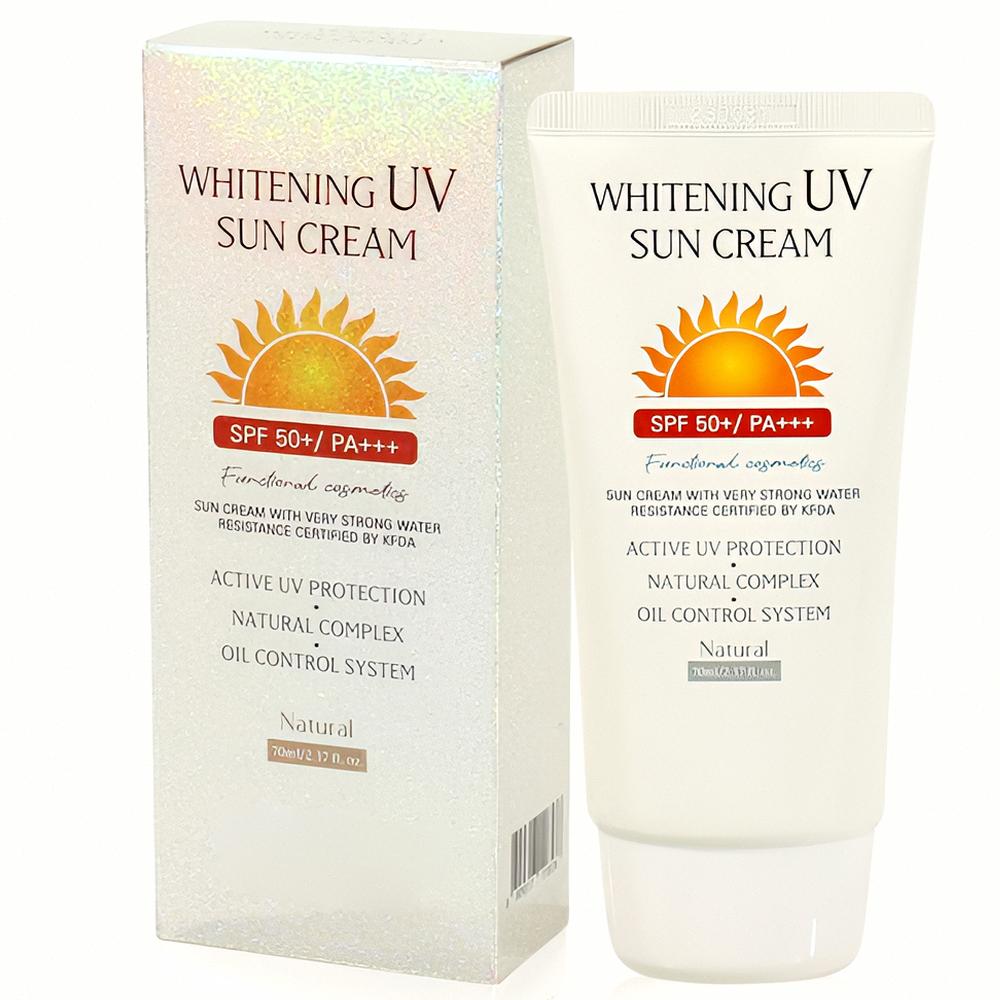 WHITENING UV
SUN CREAM
SPF 50+/ PA+++
Functional cosmetics
SUN CREAM WITH VERY STRONG WATER
RESISTANCE CERTIFIED BY KFDA
ACTIVE UV PROTECTION
•
NATURAL COMPLEX
•
OIL CONTROL SYSTEM
Natural
WHITENING UV
SUN CREAM
SPF 50+/ PA+++
Functional cosmetics
SUN CREAM WITH VERY STRONG WATER
RESISTANCE CERTIFIED BY KFDA
ACTIVE UV PROTECTION
•
NATURAL COMPLEX
•
OIL CONTROL SYSTEM
Natural